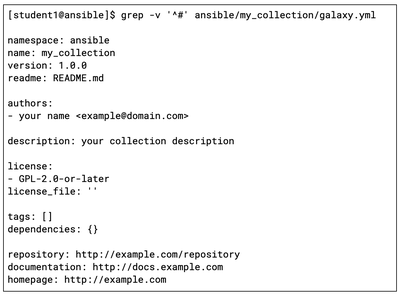 [student1@ansible]$ grep -v '^#' ansible/my_collection/galaxy.yml
namespace: ansible
name: my_collection
version: 1.0.0
readme: README.md
authors:
- your name <example@domain.com>
description: your collection description
license:
- GPL-2.0-or-later
license_file: ''
tags: []
dependencies: {}
repository: http://example.com/repository
documentation: http://docs.example.com
homepage: http://example.com